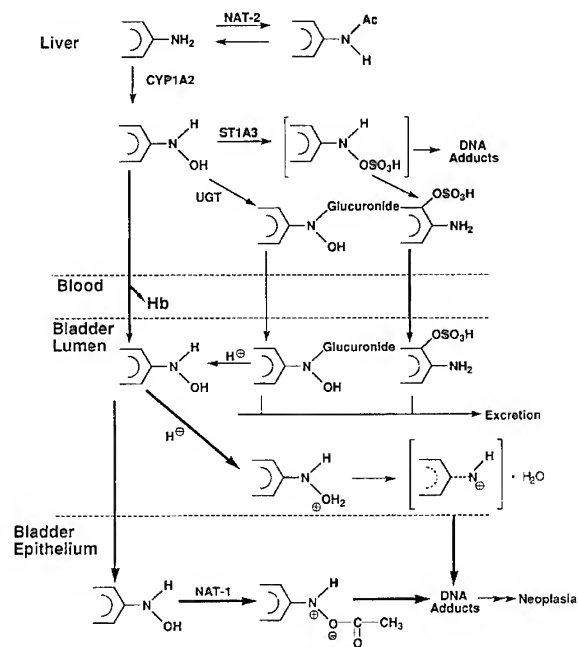 Liver
NH2
NAT-2
Ac
N
H
CYP1A2
H
N
OH
ST1A3
H
N
OSO3H
DNA
Adducts
UGT
Glucuronide
N
OH
OSO3H
NH2
Blood
Hb
Bladder
Lumen
H
N
OH
H⊖
Glucuronide
N
OH
OSO3H
NH2
Excretion
H⊖
H
N
OH2
⊕
H
N
⊕
· H2O
Bladder
Epithelium
H
N
OH
NAT-1
H
N
⊕
O
⊖
C
CH3
O
DNA
Adducts
Neoplasia